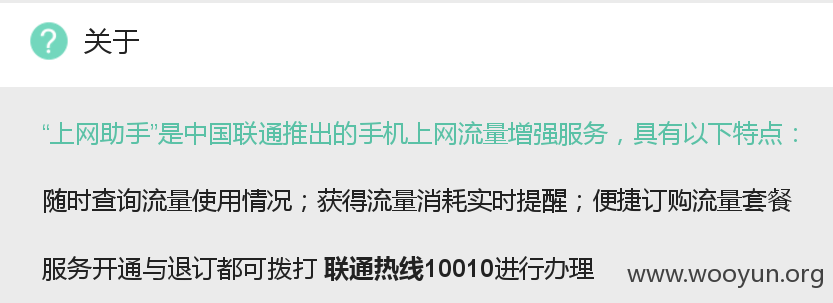 关于
“上网助手”是中国联通推出的手机上网流量增强服务，具有以下特点：
随时查询流量使用情况；获得流量消耗实时提醒；便捷订购流量套餐
服务开通与退订都可拨打 联通热线10010进行办理
www.wooyun.org